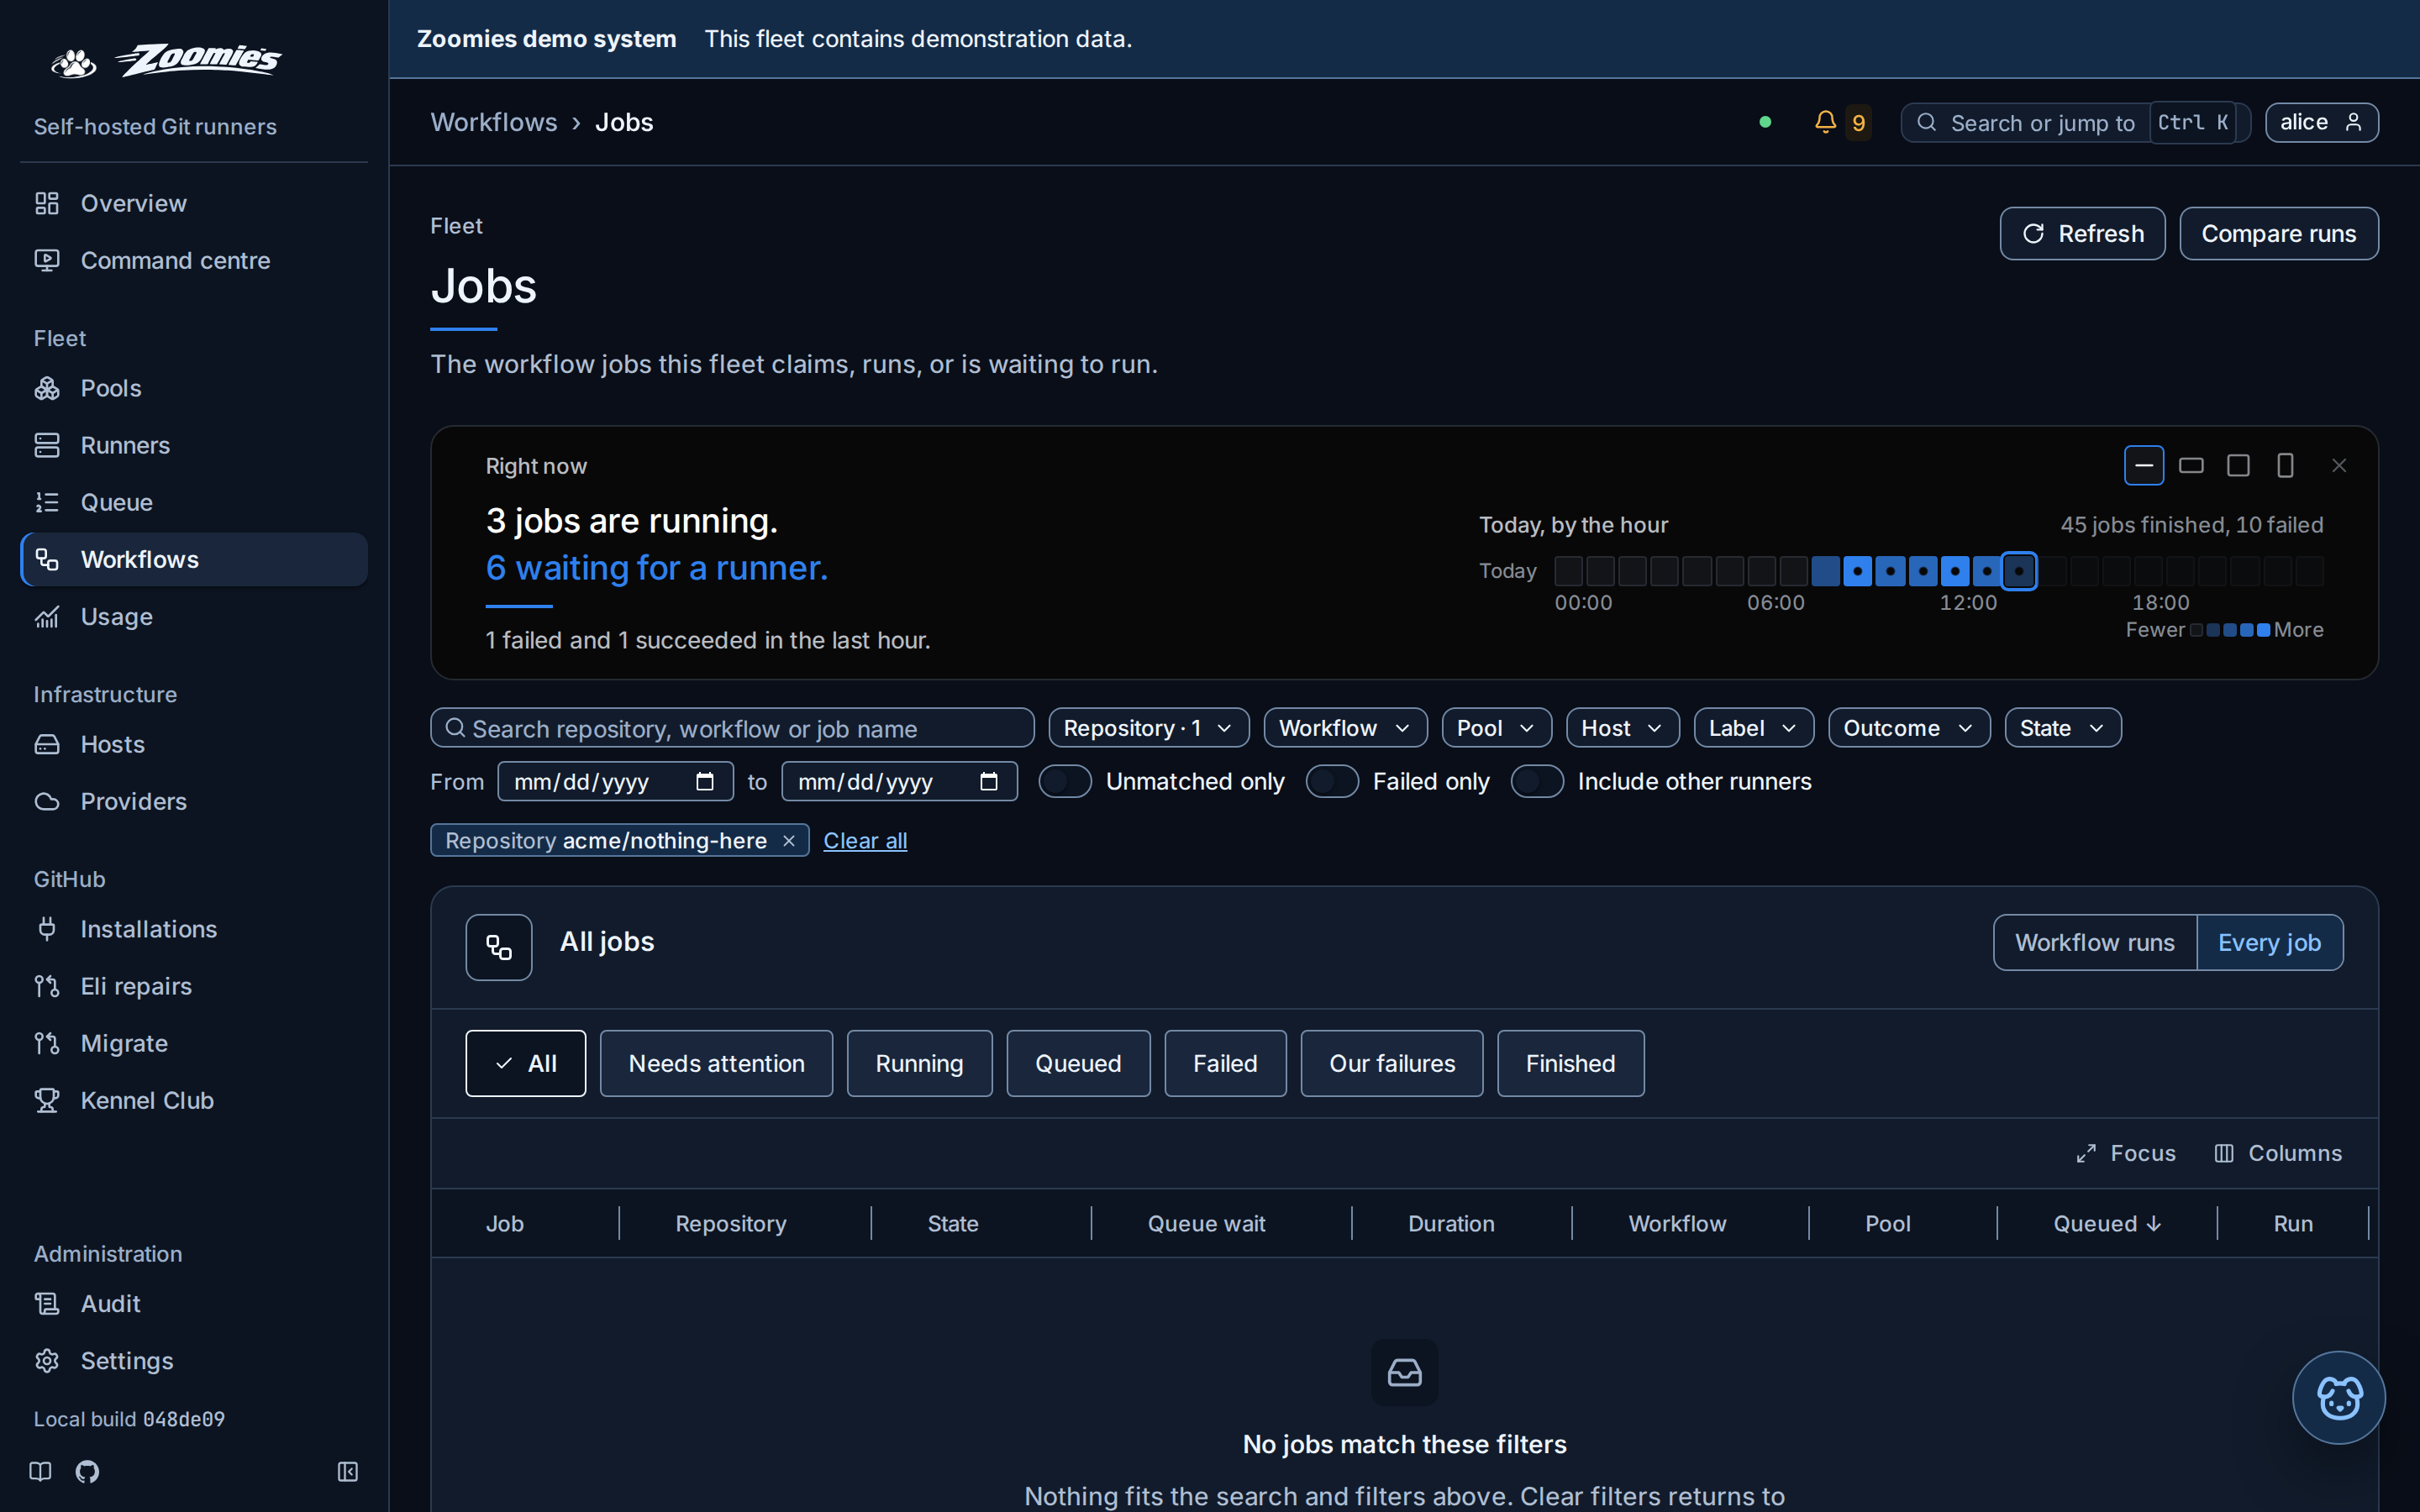 Zoomies
Self-hosted Git runners
Overview
Command centre
Fleet
Pools
Runners
Queue
Workflows
Usage
Infrastructure
Hosts
Providers
GitHub
Installations
Eli repairs
Migrate
Kennel Club
Administration
Audit
Settings
Local build 048de09
Zoomies demo system This fleet contains demonstration data.
Workflows › Jobs
9
Search or jump to Ctrl K
alice
Fleet
Jobs
The workflow jobs this fleet claims, runs, or is waiting to run.
Refresh
Compare runs
Right now
3 jobs are running.
6 waiting for a runner.
1 failed and 1 succeeded in the last hour.
Today, by the hour
45 jobs finished, 10 failed
Today
00:00 06:00 12:00 18:00
Fewer More
Search repository, workflow or job name
Repository · 1
Workflow
Pool
Host
Label
Outcome
State
From mm/dd/yyyy to mm/dd/yyyy
Unmatched only
Failed only
Include other runners
Repository acme/nothing-here
Clear all
All jobs
Workflow runs
Every job
All
Needs attention
Running
Queued
Failed
Our failures
Finished
Focus
Columns
Job Repository State Queue wait Duration Workflow Pool Queued ↓ Run
No jobs match these filters
Nothing fits the search and filters above. Clear filters returns to